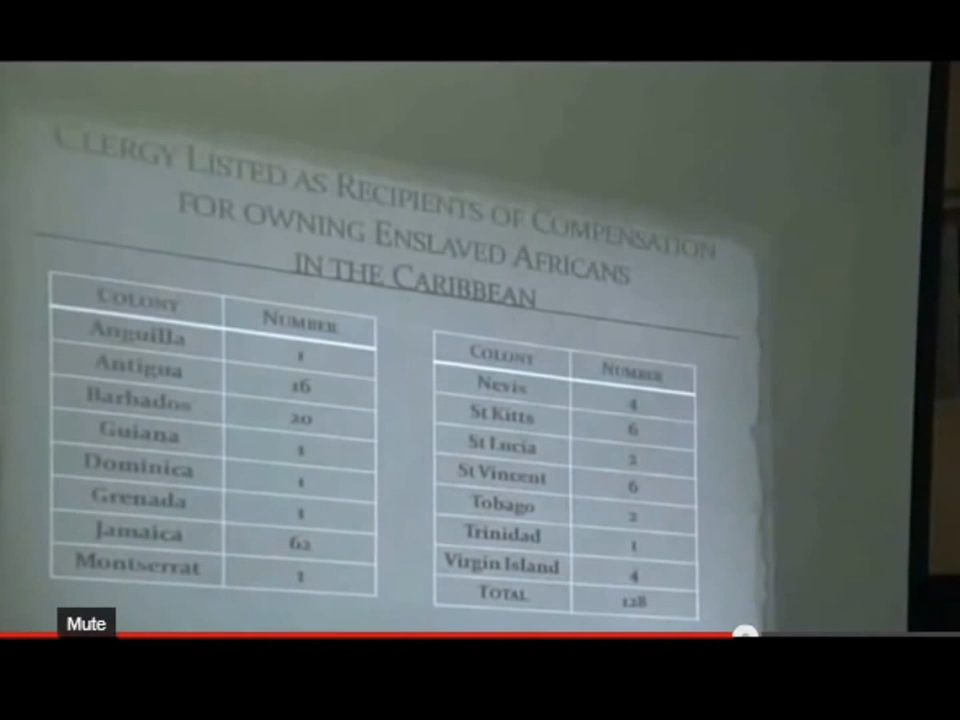 CLERGY LISTED AS RECIPIENTS OF COMPENSATION
FOR OWNING ENSLAVED AFRICANS
IN THE CARIBBEAN
COLONY NUMBER
Anguilla 1
Antigua 16
Barbados 20
Guiana 1
Dominica 1
Grenada 1
Jamaica 62
Montserrat 1
COLONY NUMBER
Nevis 4
St Kitts 6
St Lucia 2
St Vincent 6
Tobago 2
Trinidad 1
Virgin Island 4
TOTAL 128
Mute